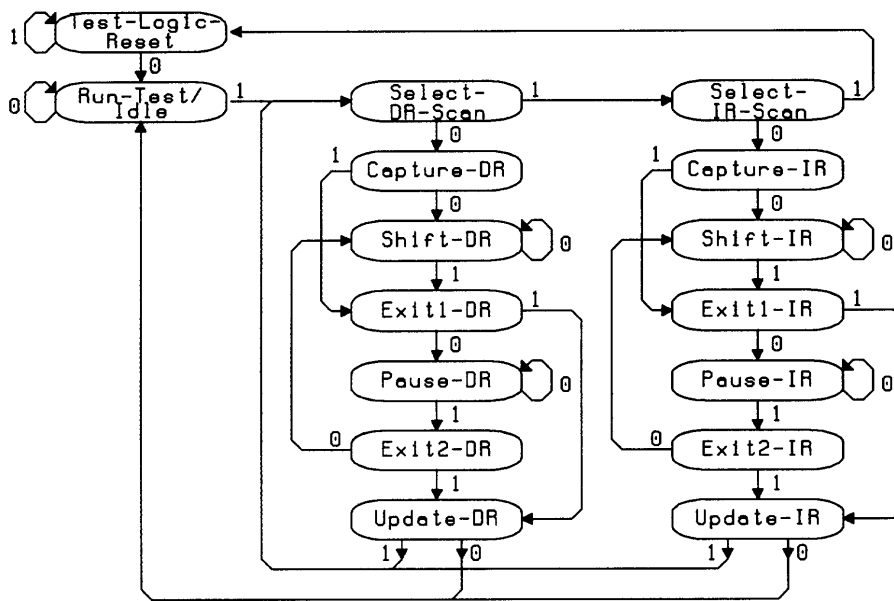 Test-Logic-
Reset
1
0
Run-Test/
Idle
0
1
Select-
DR-Scan
1
Select-
IR-Scan
1
0
0
1
Capture-DR
1
Capture-IR
0
0
Shift-DR
0
Shift-IR
0
1
1
Exit1-DR
1
Exit1-IR
1
0
0
Pause-DR
0
Pause-IR
0
1
1
0
Exit2-DR
0
Exit2-IR
1
1
Update-DR
Update-IR
1
0
1
0